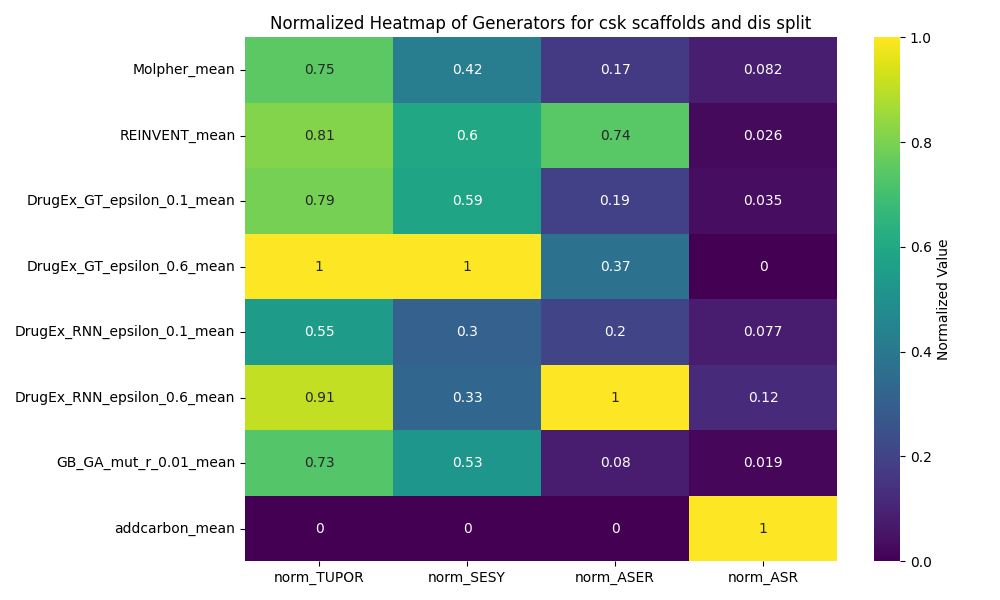 Normalized Heatmap of Generators for csk scaffolds and dis split
Molpher_mean 0.75 0.42 0.17 0.082
REINVENT_mean 0.81 0.6 0.74 0.026
DrugEx_GT_epsilon_0.1_mean 0.79 0.59 0.19 0.035
DrugEx_GT_epsilon_0.6_mean 1 1 0.37 0
DrugEx_RNN_epsilon_0.1_mean 0.55 0.3 0.2 0.077
DrugEx_RNN_epsilon_0.6_mean 0.91 0.33 1 0.12
GB_GA_mut_r_0.01_mean 0.73 0.53 0.08 0.019
addcarbon_mean 0 0 0 1
norm_TUPOR norm_SESY norm_ASER norm_ASR
1.0
0.8
0.6
0.4
0.2
0.0
Normalized Value